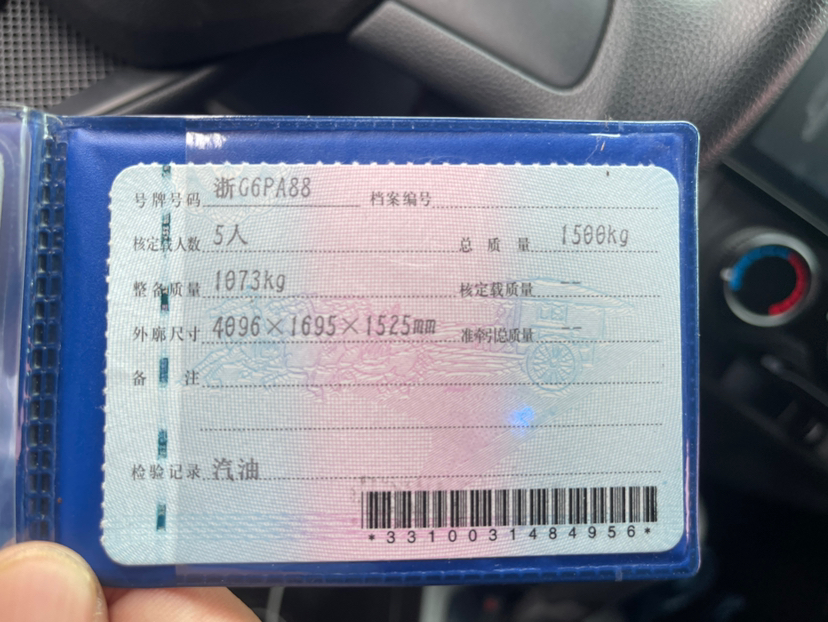 号牌号码 浙G6PA88 档案编号
核定载人数 5人 总质量 1500kg
整备质量 1073kg 核定载质量 --
外廓尺寸 4096×1695×1525mm 准牵引总质量 --
备注
检验记录 汽油
*3310031484956*